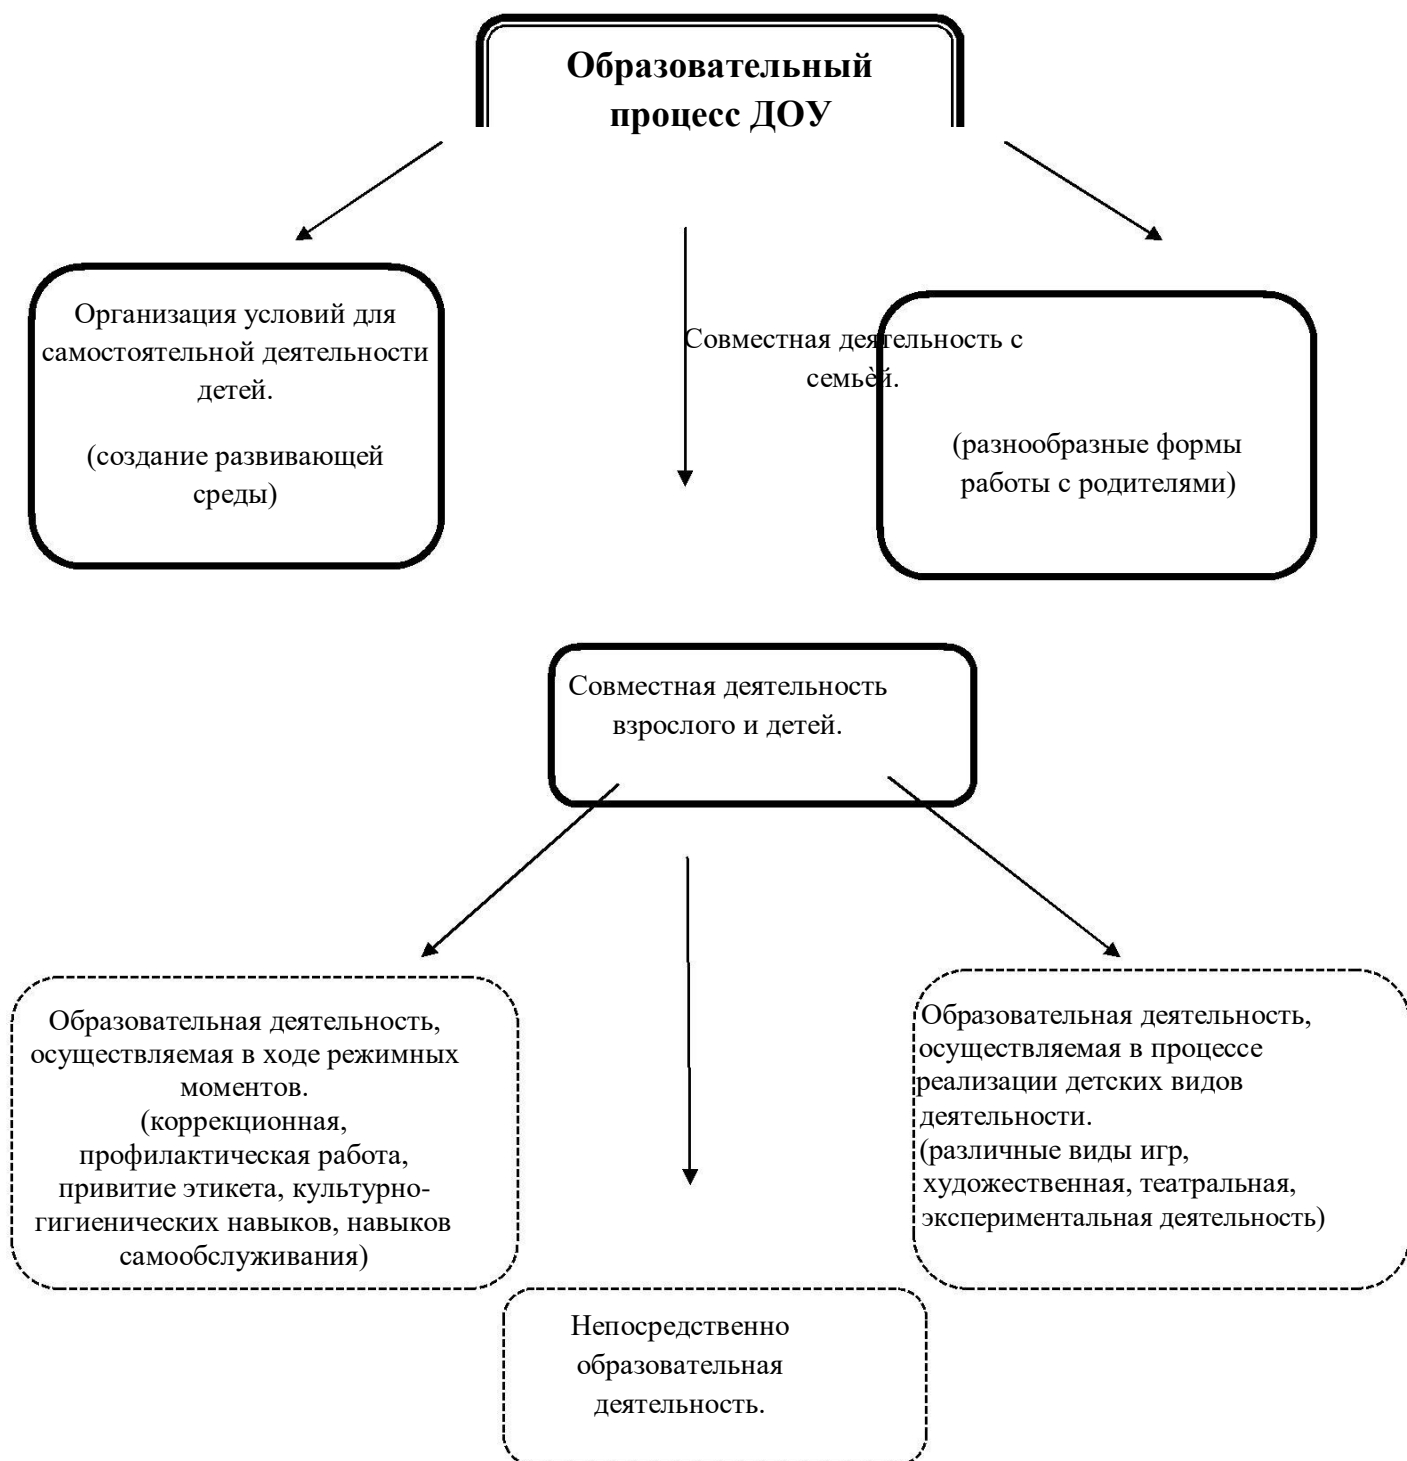 Образовательный
процесс ДОУ
Организация условий для
самостоятельной деятельности
детей.
(создание развивающей
среды)
Совместная деятельность с
семьѐй.
(разнообразные формы
работы с родителями)
Совместная деятельность
взрослого и детей.
Образовательная деятельность,
осуществляемая в ходе режимных
моментов.
(коррекционная,
профилактическая работа,
привитие этикета, культурно-
гигиенических навыков, навыков
самообслуживания)
Образовательная деятельность,
осуществляемая в процессе
реализации детских видов
деятельности.
(различные виды игр,
художественная, театральная,
экспериментальная деятельность)
Непосредственно
образовательная
деятельность.